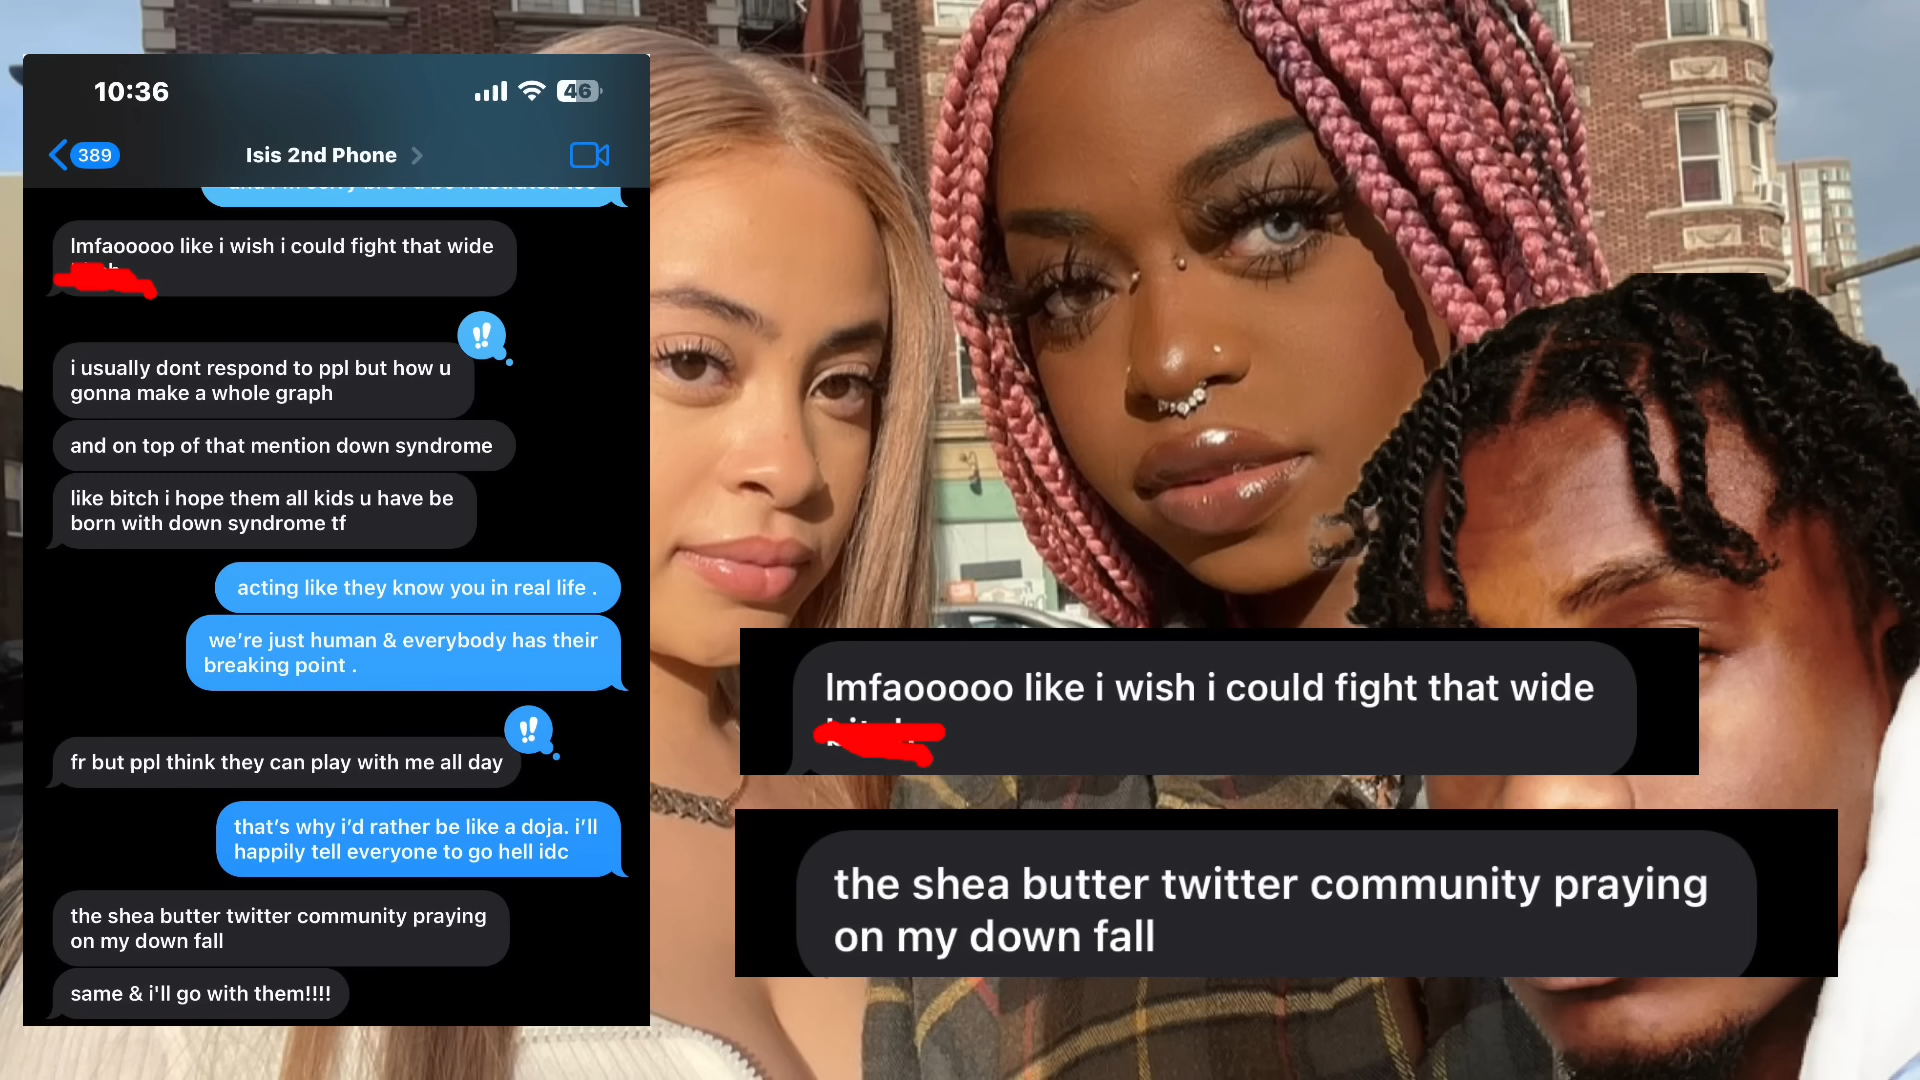 10:36
46
389
Isis 2nd Phone
lmfaooooo like i wish i could fight that wide
i usually dont respond to ppl but how u
gonna make a whole graph
and on top of that mention down syndrome
like bitch i hope them all kids u have be
born with down syndrome tf
acting like they know you in real life .
we’re just human & everybody has their
breaking point .
fr but ppl think they can play with me all day
that’s why i’d rather be like a doja. i’ll
happily tell everyone to go hell idc
the shea butter twitter community praying
on my down fall
same & i'll go with them!!!!
lmfaooooo like i wish i could fight that wide
the shea butter twitter community praying
on my down fall